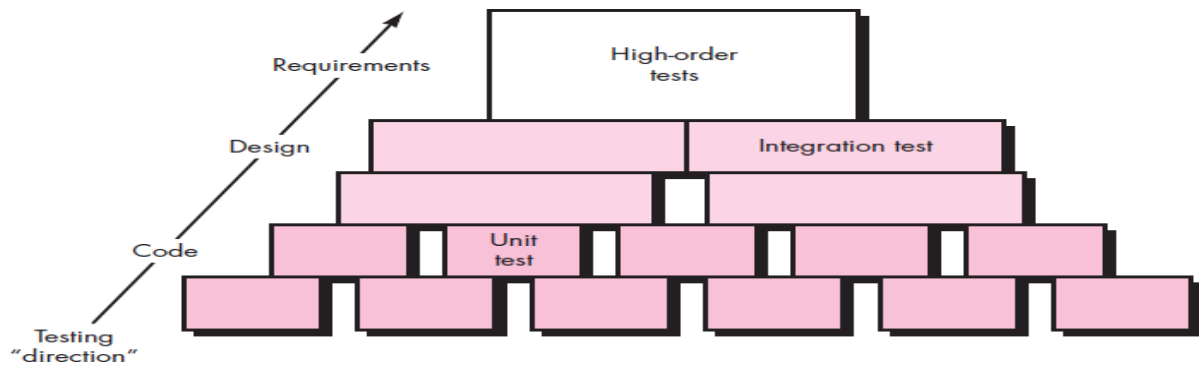 High-order
tests
Requirements
Design
Integration test
Code
Unit
test
Testing
"direction"